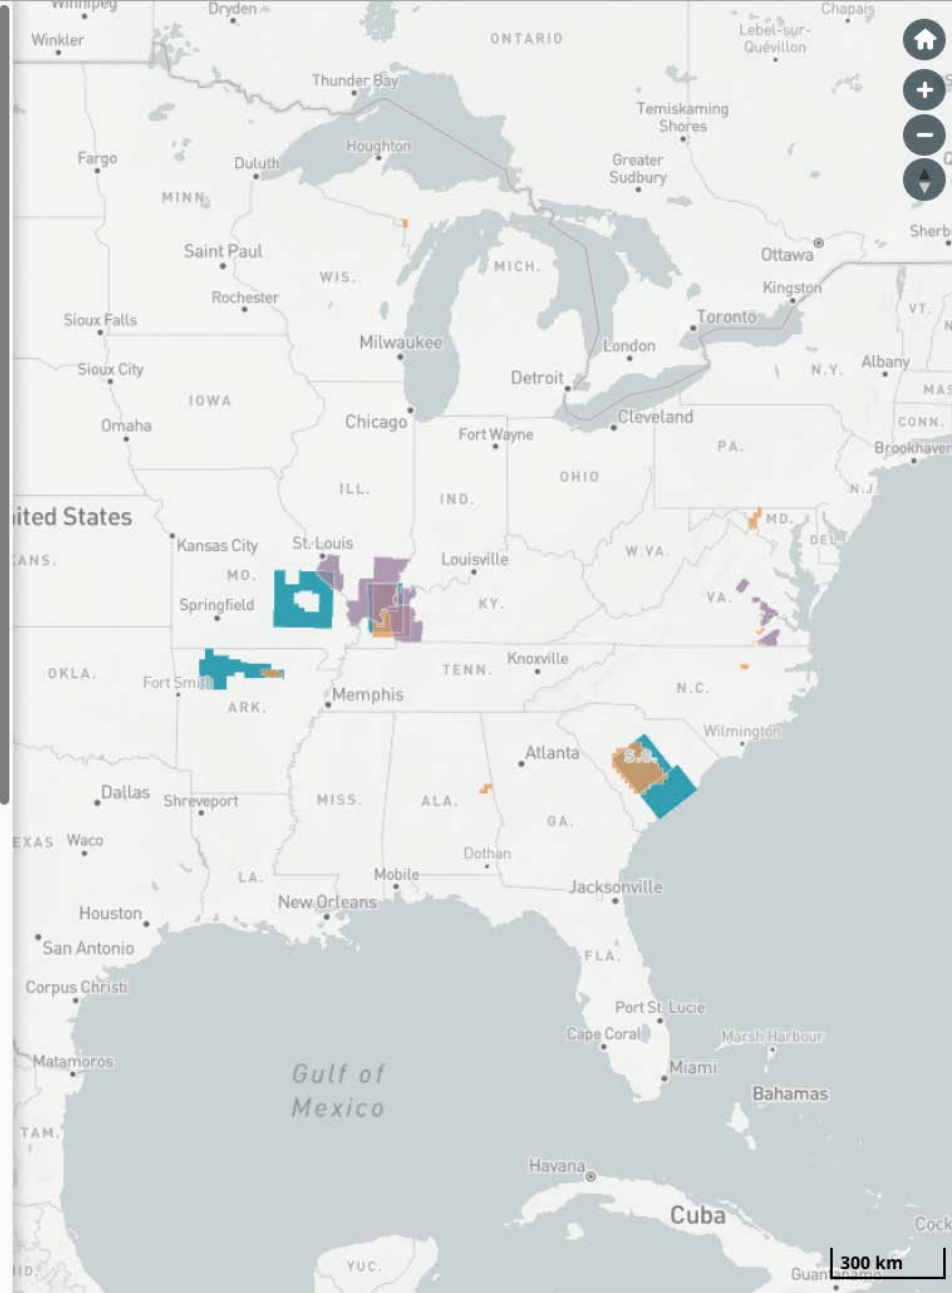 Winnipeg
Dryden
Chapais
Winkler
ONTARIO
Lebel-sur-
Quévillon
Thunder Bay
Temiskaming
Shores
Houghton
Fargo
Duluth
Greater
Sudbury
MINN.
Sherb
Saint Paul
Ottawa
MICH.
WIS.
Kingston
Rochester
VT.
Sioux Falls
Toronto
Milwaukee
London
Albany
Sioux City
N.Y.
Detroit
MAS
IOWA
Chicago
Cleveland
CONN.
Omaha
Fort Wayne
PA.
Brookhaven
OHIO
ILL.
IND.
N.J.
ited States
MD.
Kansas City
St. Louis
DEL.
KANS.
Louisville
W.VA.
MO.
Springfield
KY.
VA.
OKLA.
Knoxville
TENN.
Fort Smith
N.C.
ARK.
Memphis
Wilmington
Atlanta
S.C.
Dallas
Shreveport
MISS.
ALA.
GA.
EXAS
Waco
Dothan
LA.
Mobile
Jacksonville
New Orleans
Houston
San Antonio
FLA.
Corpus Christi
Port St. Lucie
Cape Coral
Marsh Harbour
Matamoros
Miami
Gulf of
Mexico
Bahamas
TAM.
Havana
Cuba
Cock
YUC.
300 km
Guantanamo